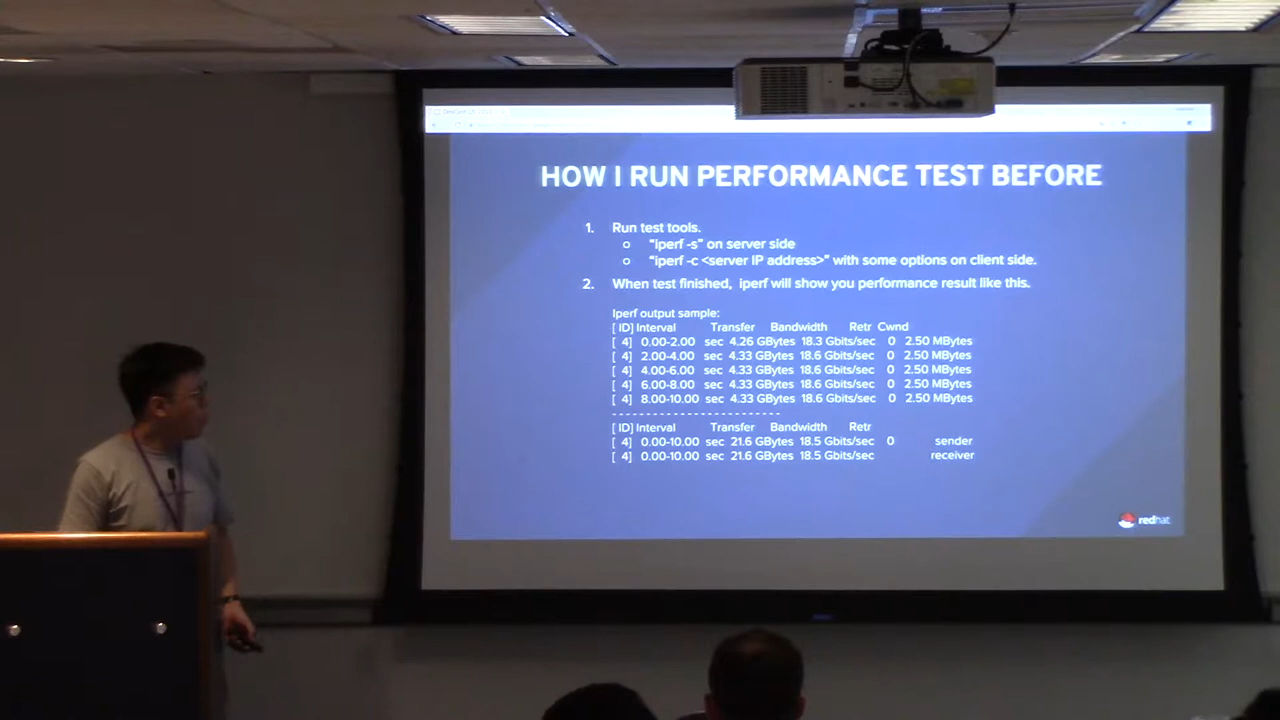 HOW I RUN PERFORMANCE TEST BEFORE
1. Run test tools.
o "Iperf -s" on server side
o "iperf -c <server IP address>" with some options on client side.
2. When test finished, iperf will show you performance result like this.
Iperf output sample:
[ ID] Interval Transfer Bandwidth Retr Cwnd
[ 4] 0.00-2.00 sec 4.26 GBytes 18.3 Gbits/sec 0 2.50 MBytes
[ 4] 2.00-4.00 sec 4.33 GBytes 18.6 Gbits/sec 0 2.50 MBytes
[ 4] 4.00-6.00 sec 4.33 GBytes 18.6 Gbits/sec 0 2.50 MBytes
[ 4] 6.00-8.00 sec 4.33 GBytes 18.6 Gbits/sec 0 2.50 MBytes
[ 4] 8.00-10.00 sec 4.33 GBytes 18.6 Gbits/sec 0 2.50 MBytes
- - - - - - - - - - - - - - - - - - - - - - - - -
[ ID] Interval Transfer Bandwidth Retr
[ 4] 0.00-10.00 sec 21.6 GBytes 18.5 Gbits/sec 0 sender
[ 4] 0.00-10.00 sec 21.6 GBytes 18.5 Gbits/sec receiver
redhat